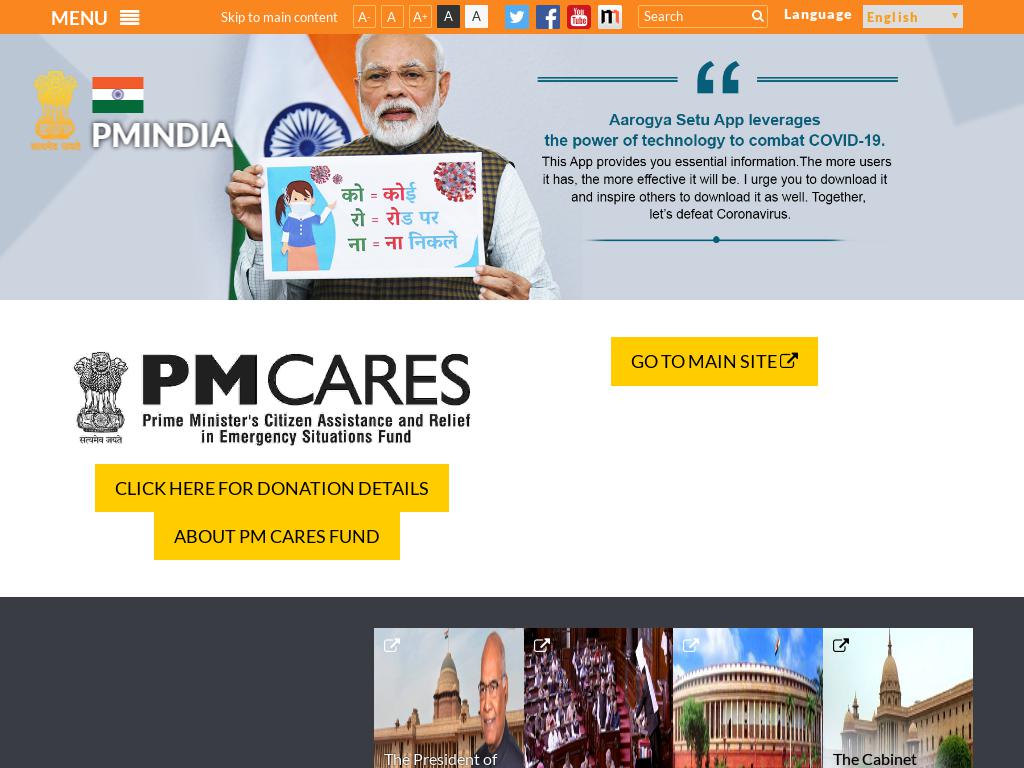 MENU
Skip to main content
A-
A
A+
A
A
You
Tube
m
Search
Language
English
सत्यमेव जयते
PMINDIA
को = कोई
रो = रोड पर
ना = ना निकले
Aarogya Setu App leverages
the power of technology to combat COVID-19.
This App provides you essential information.The more users
it has, the more effective it will be. I urge you to download it
and inspire others to download it as well. Together,
let's defeat Coronavirus.
सत्यमेव जयते
PMCARES
Prime Minister's Citizen Assistance and Relief
in Emergency Situations Fund
GO TO MAIN SITE
CLICK HERE FOR DONATION DETAILS
ABOUT PM CARES FUND
The President of
The Cabinet